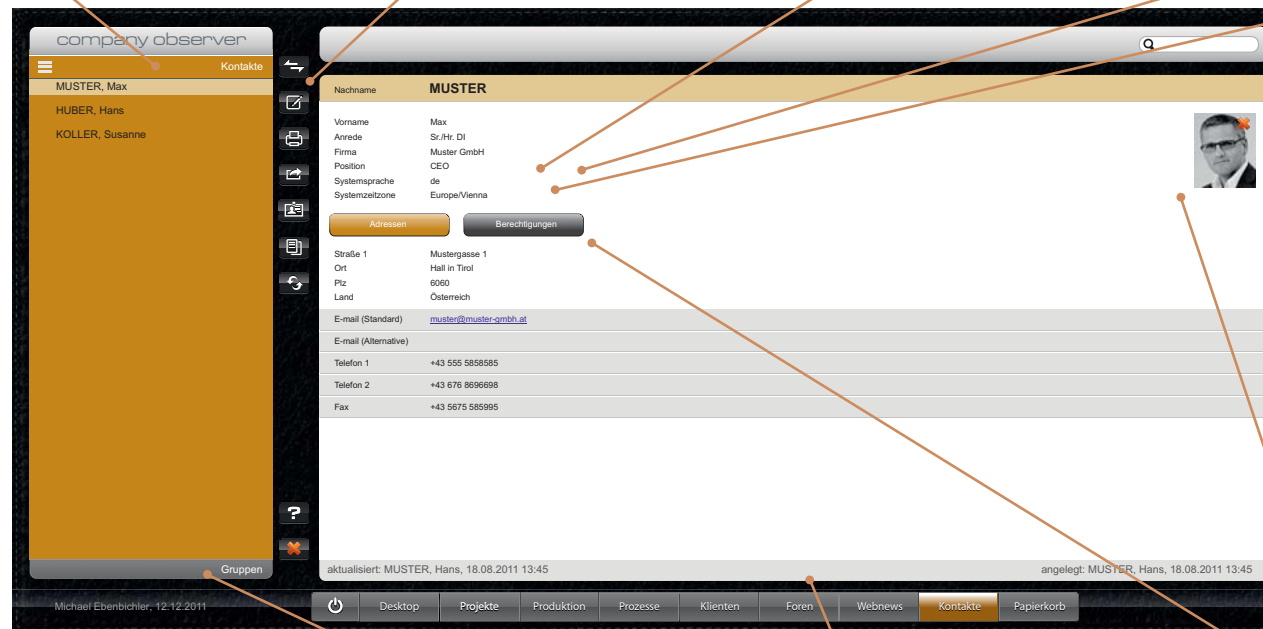 company observer
Kontakte
MUSTER, Max
HUBER, Hans
KOLLER, Susanne
Gruppen
Michael Ebenbichler, 12.12.2011
Nachname MUSTER
Vorname Max
Anrede Sr./Hr. DI
Firma Muster GmbH
Position CEO
Systemsprache de
Systemzeitzone Europe/Vienna
Adressen Berechtigungen
Straße 1 Mustergasse 1
Ort Hall in Tirol
Plz 6060
Land Österreich
E-mail (Standard) muster@muster-gmbh.at
E-mail (Alternative)
Telefon 1 +43 555 5858585
Telefon 2 +43 676 8696698
Fax +43 5675 585995
aktualisiert: MUSTER, Hans, 18.08.2011 13:45 angelegt: MUSTER, Hans, 18.08.2011 13:45
Desktop Projekte Produktion Prozesse Klienten Foren Webnews Kontakte Papierkorb